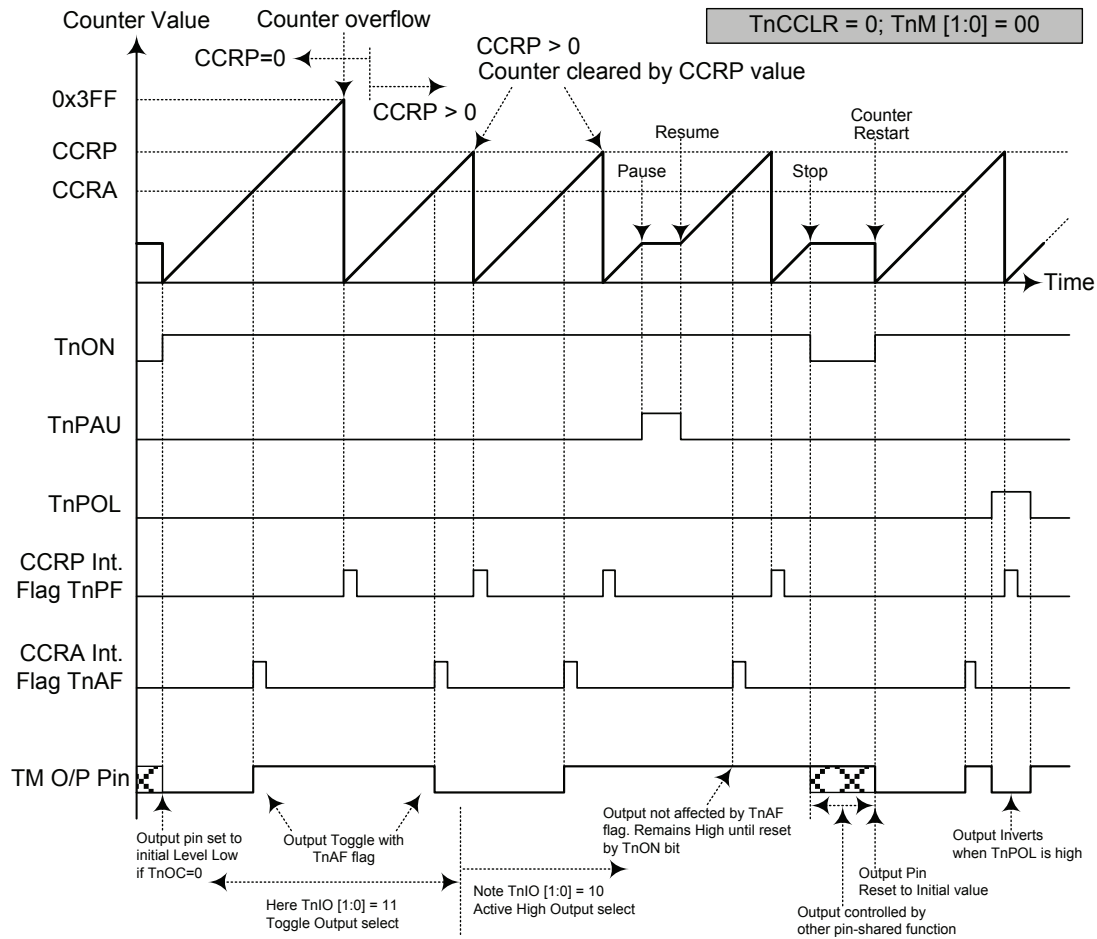 Counter Value
Counter overflow
TnCCLR = 0; TnM [1:0] = 00
CCRP=0
CCRP > 0
CCRP > 0
Counter cleared by CCRP value
0x3FF
CCRP
CCRA
Pause
Resume
Stop
Counter
Restart
Time
TnON
TnPAU
TnPOL
CCRP Int.
Flag TnPF
CCRA Int.
Flag TnAF
TM O/P Pin
Output pin set to
initial Level Low
if TnOC=0
Output Toggle with
TnAF flag
Output not affected by TnAF
flag. Remains High until reset
by TnON bit
Output Inverts
when TnPOL is high
Here TnIO [1:0] = 11
Toggle Output select
Note TnIO [1:0] = 10
Active High Output select
Output Pin
Reset to Initial value
Output controlled by
other pin-shared function